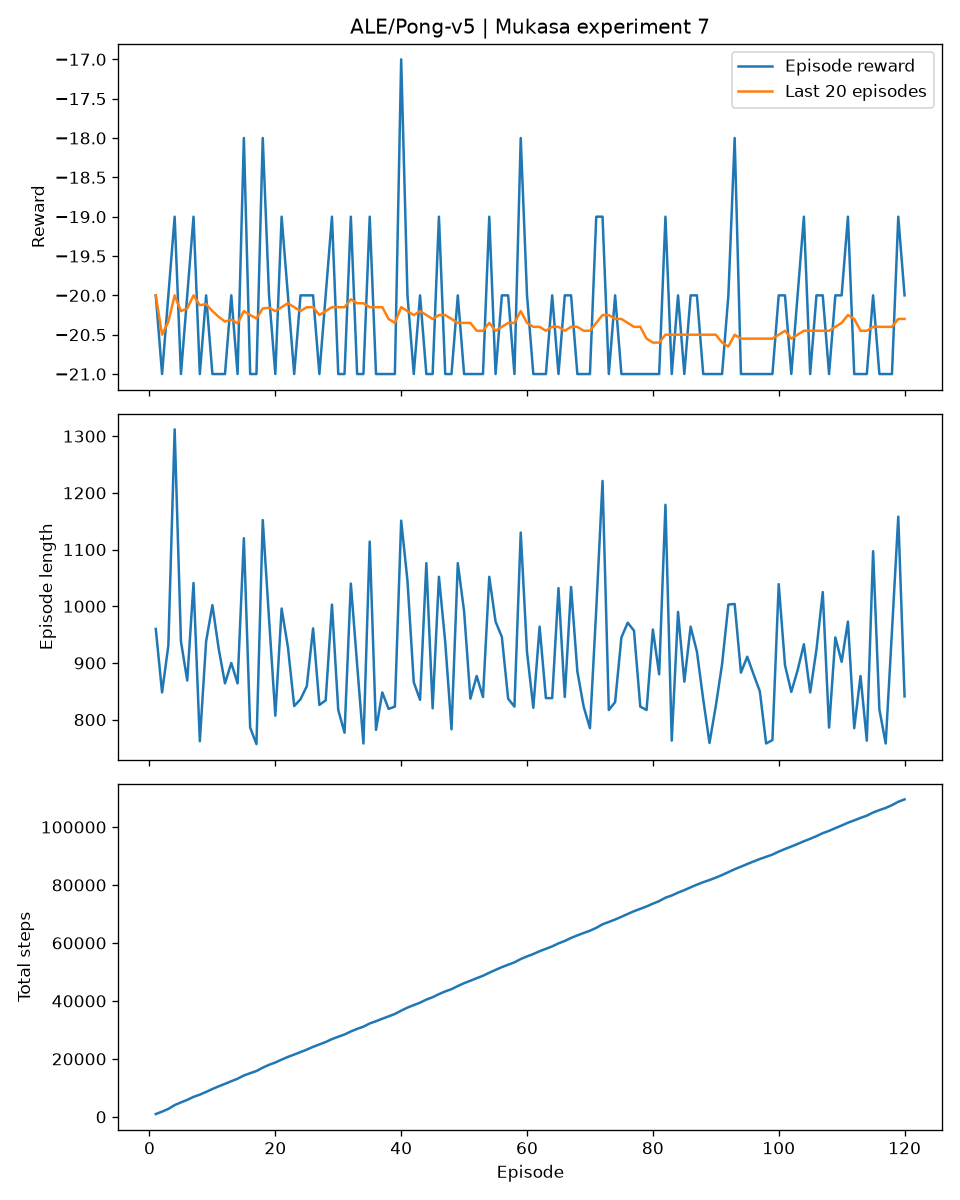 ALE/Pong-v5 | Mukasa experiment 7
Episode reward
Last 20 episodes
−17.0
−17.5
−18.0
−18.5
−19.0
−19.5
−20.0
−20.5
−21.0
Reward
1300
1200
1100
1000
900
800
Episode length
100000
80000
60000
40000
20000
0
Total steps
0 20 40 60 80 100 120
Episode